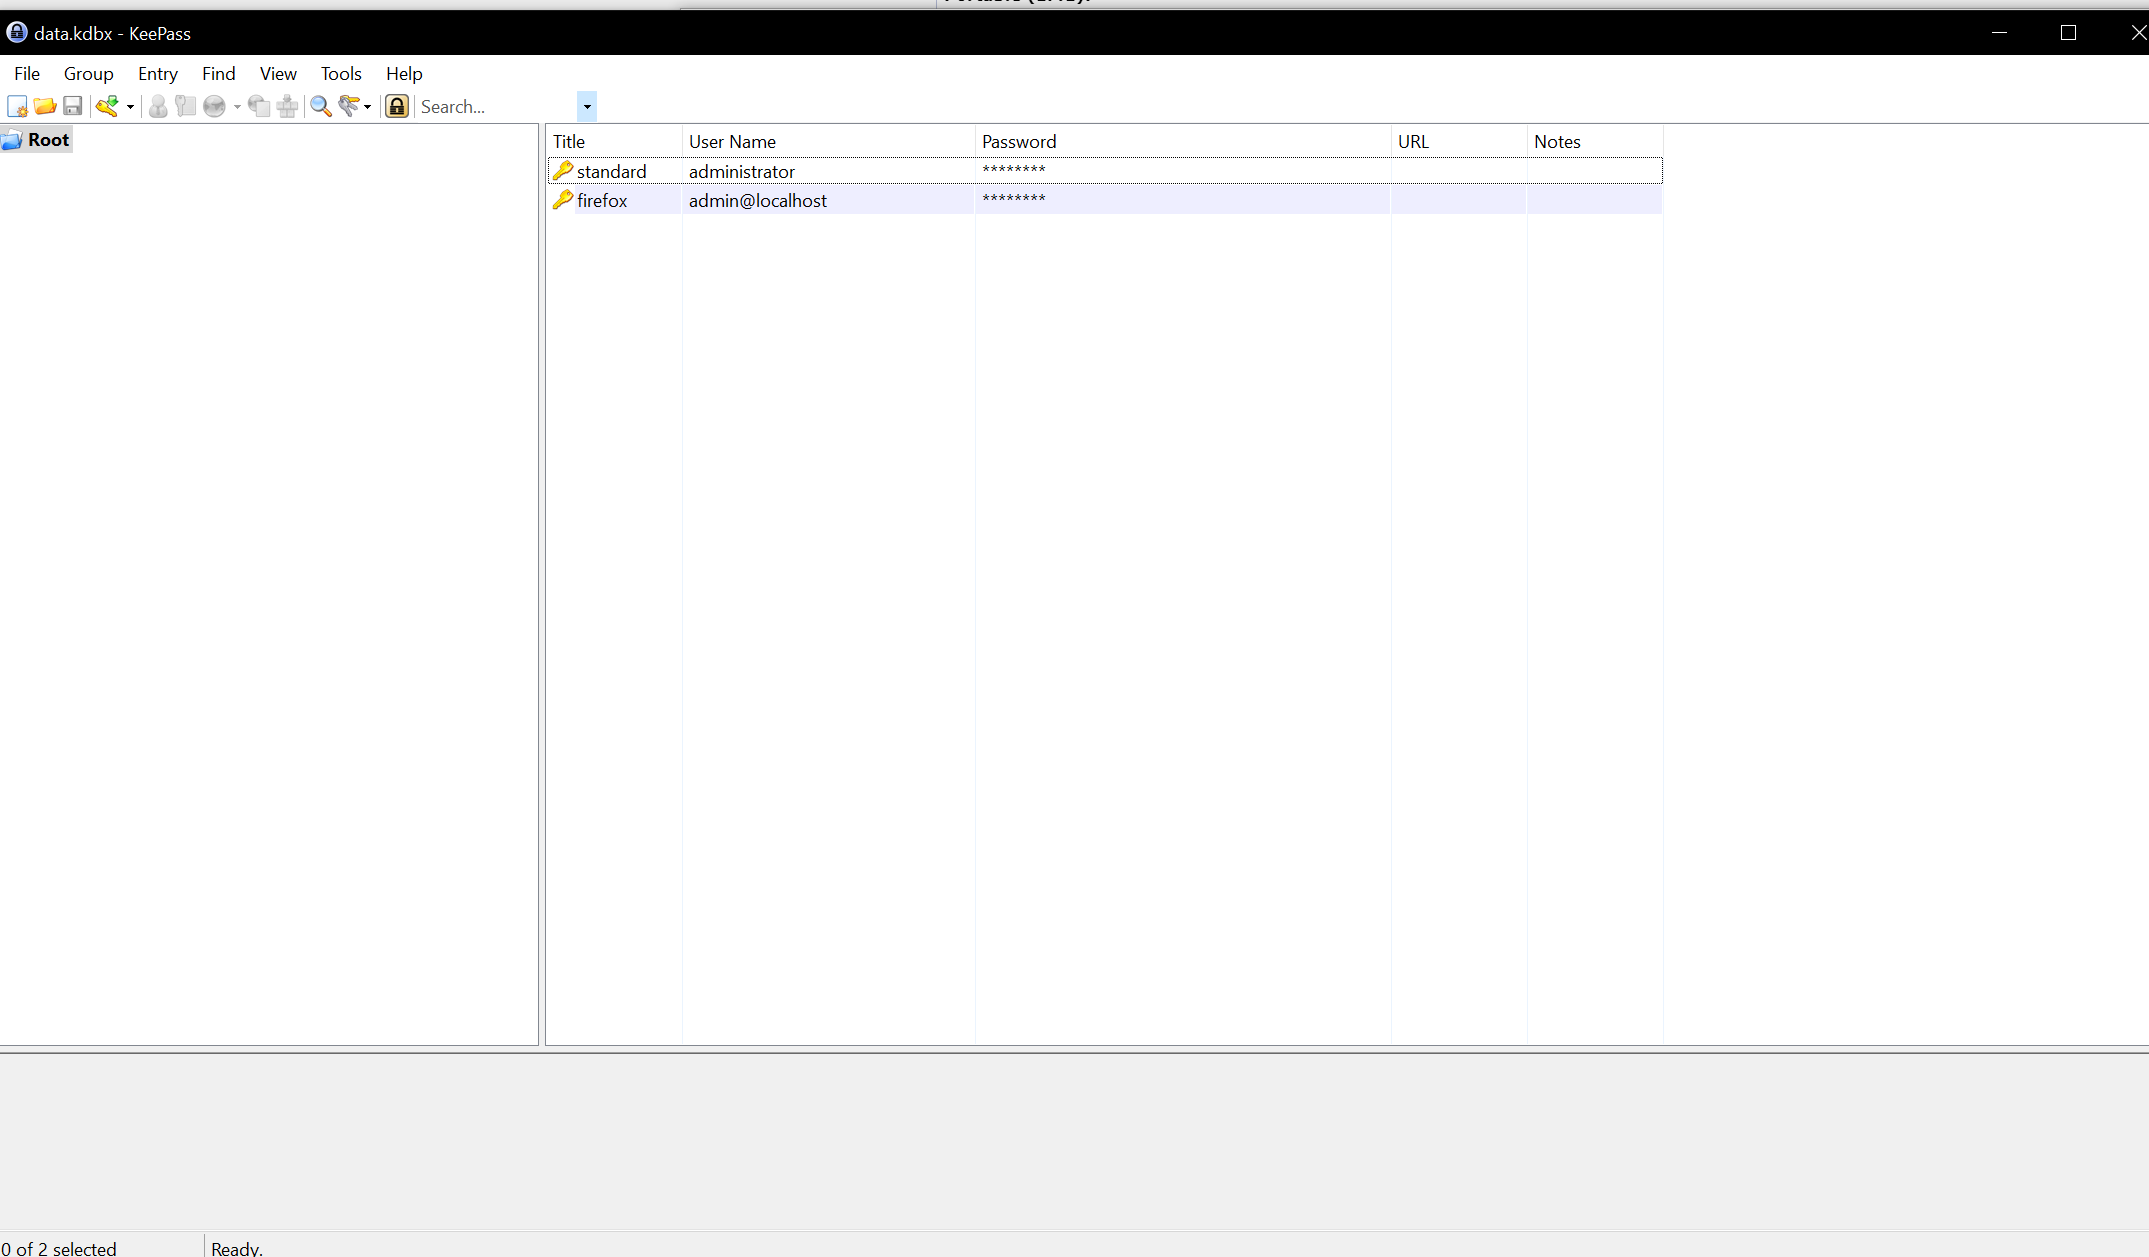 data.kdbx - KeePass
File Group Entry Find View Tools Help
Search...
Root
Title User Name Password URL Notes
standard administrator ********
firefox admin@localhost ********
0 of 2 selected Ready.